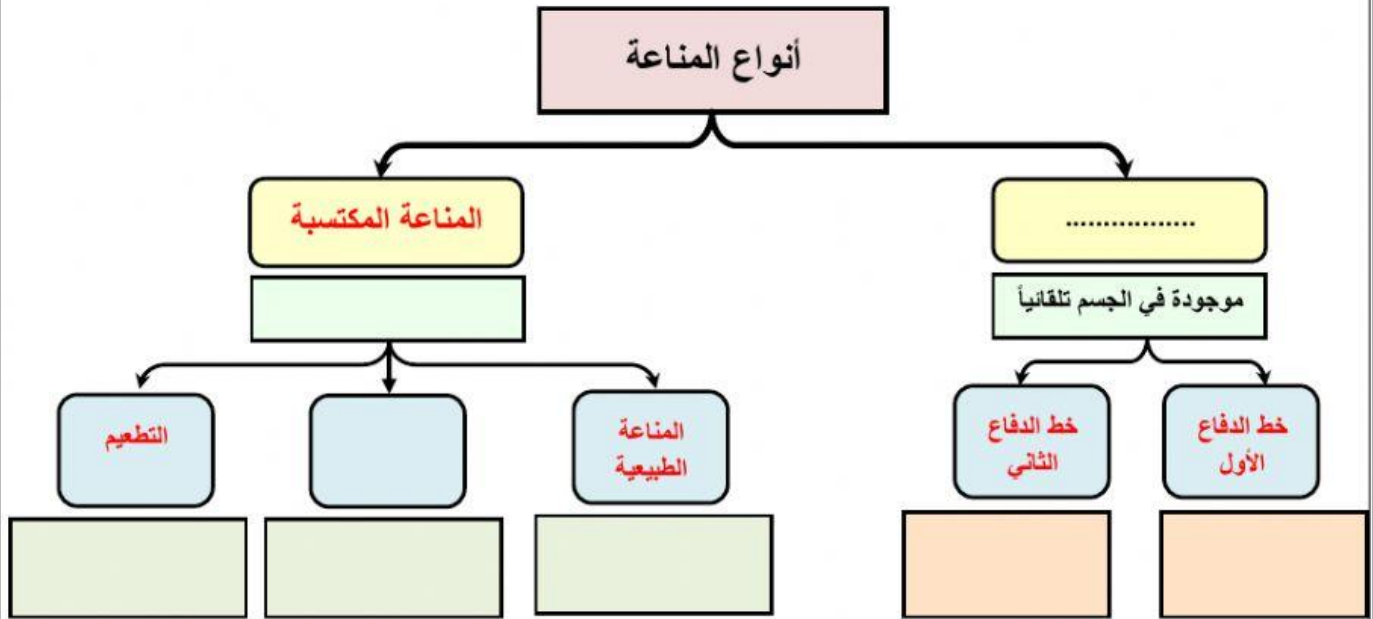 أنواع المناعة
.................
المناعة المكتسبة
موجودة في الجسم تلقائياً
خط الدفاع
الأول
خط الدفاع
الثاني
المناعة
الطبيعية
التطعيم